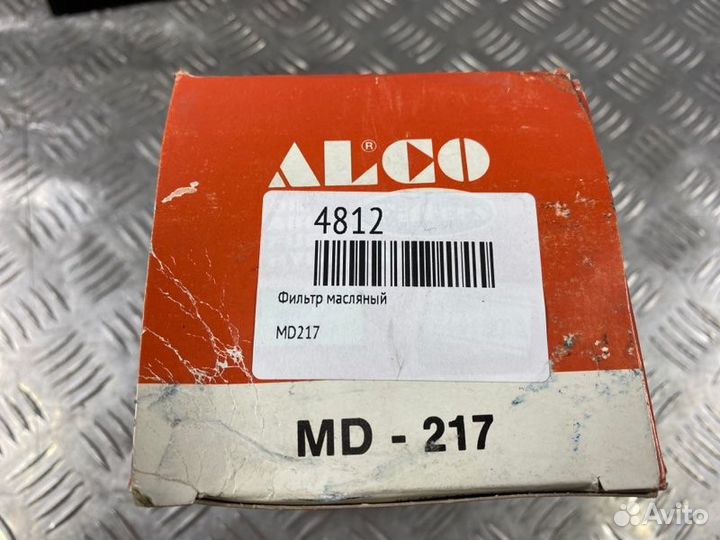 ALCO®
4812
Фильтр масляный
MD217
MD - 217
Avito